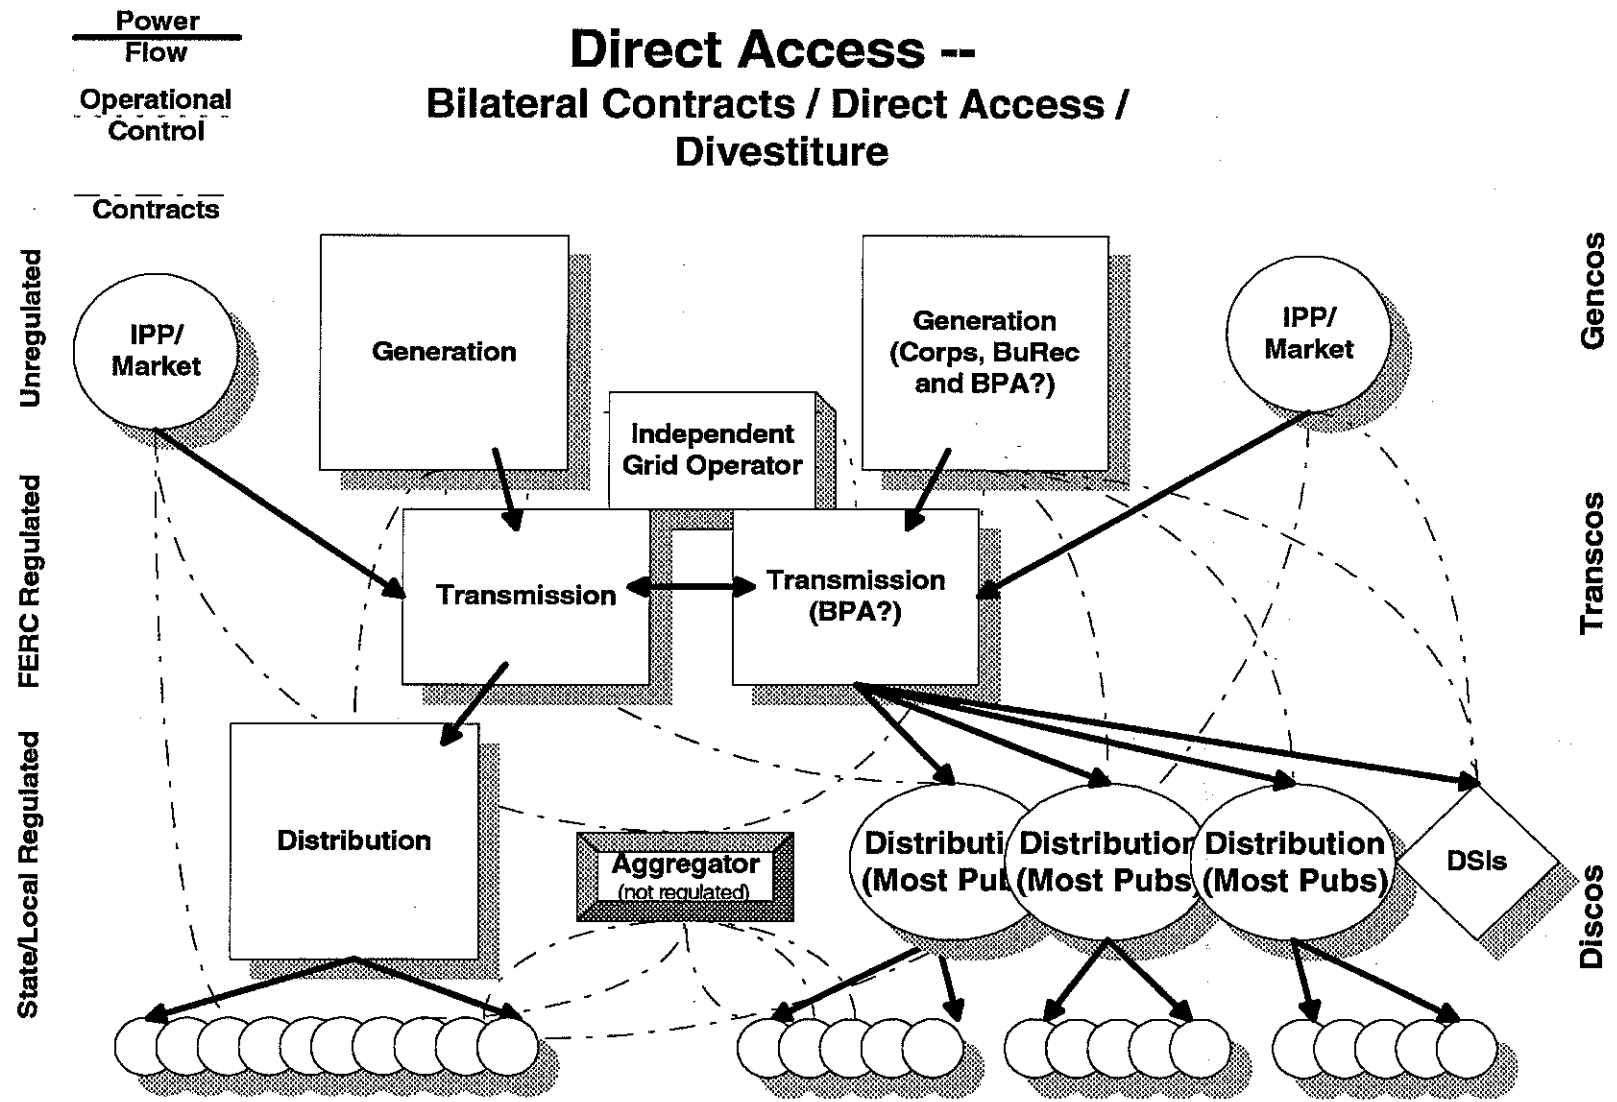 Power
Flow
Operational
Control
Contracts
Direct Access --
Bilateral Contracts / Direct Access /
Divestiture
Unregulated
FERC Regulated
State/Local Regulated
Gencos
Transcos
Discos
IPP/
Market
Generation
Generation
(Corps, BuRec
and BPA?)
IPP/
Market
Independent
Grid Operator
Transmission
Transmission
(BPA?)
Distribution
Aggregator
(not regulated)
Distributi
(Most Pub
Distribution
(Most Pubs)
Distribution
(Most Pubs)
DSIs